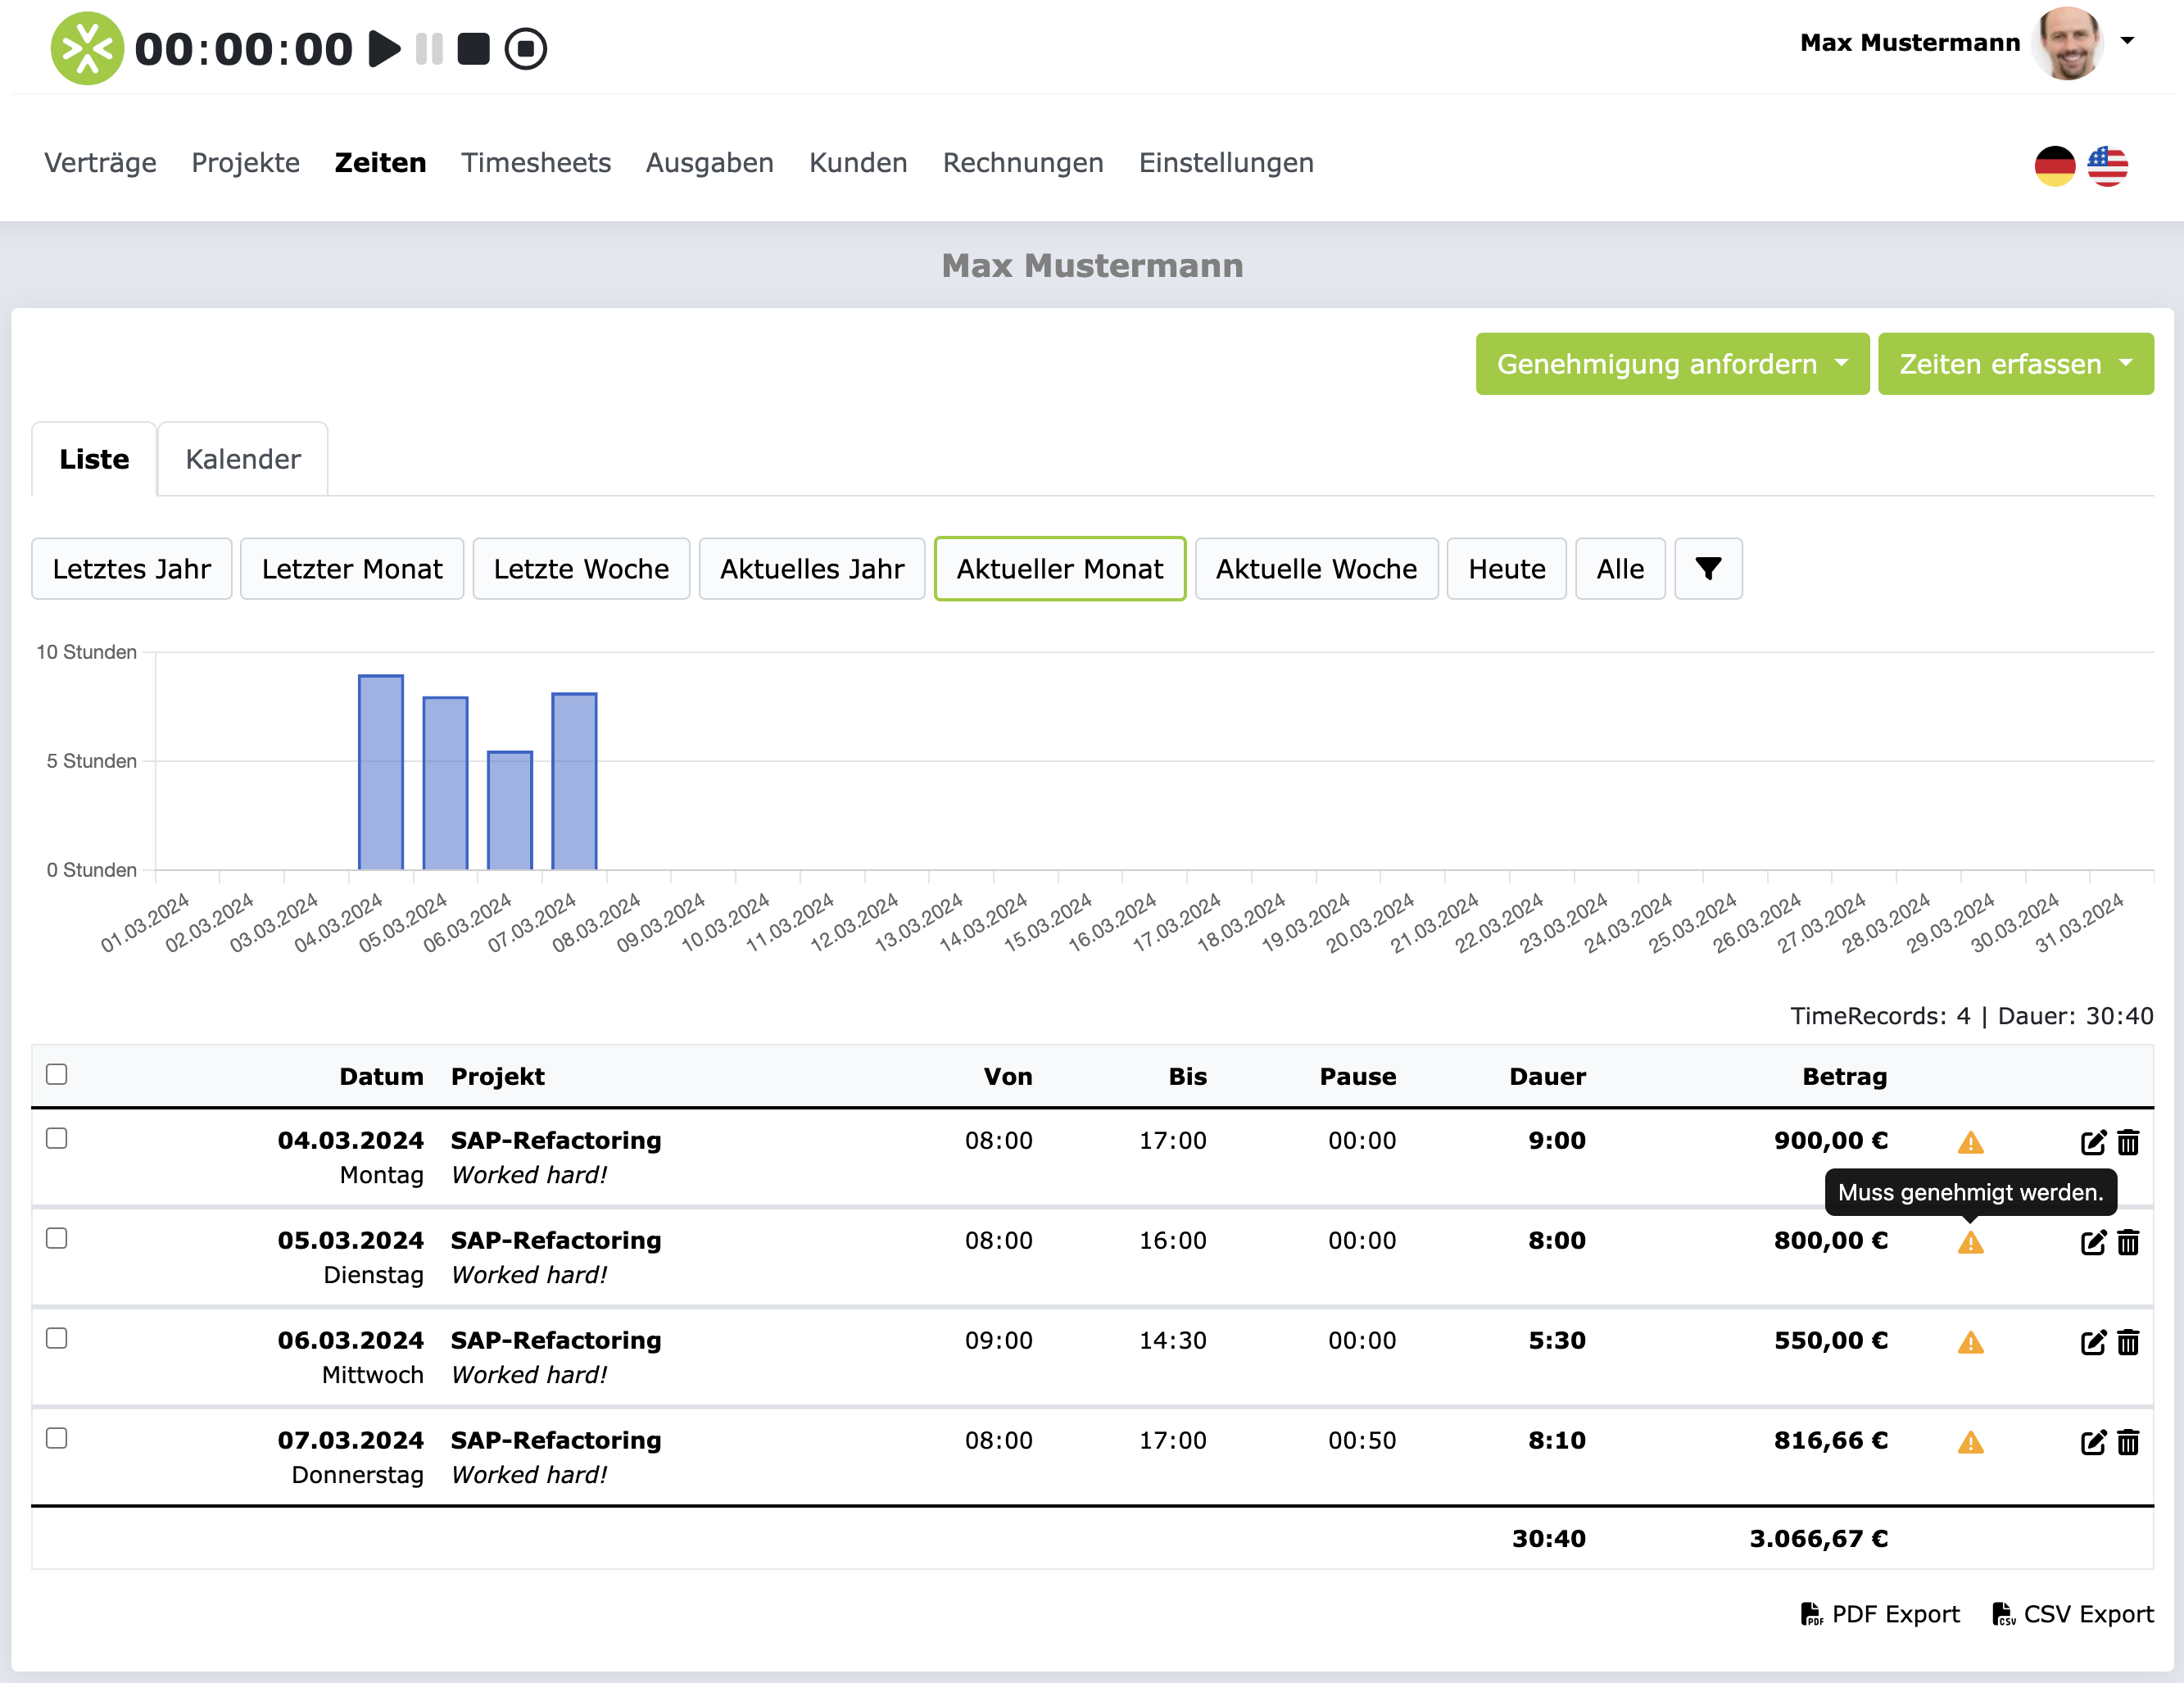 00:00:00
Max Mustermann
Verträge Projekte Zeiten Timesheets Ausgaben Kunden Rechnungen Einstellungen
Max Mustermann
Genehmigung anfordern Zeiten erfassen
Liste Kalender
Letztes Jahr Letzter Monat Letzte Woche Aktuelles Jahr Aktueller Monat Aktuelle Woche Heute Alle
10 Stunden
5 Stunden
0 Stunden
01.03.2024 02.03.2024 03.03.2024 04.03.2024 05.03.2024 06.03.2024 07.03.2024 08.03.2024 09.03.2024 10.03.2024 11.03.2024 12.03.2024 13.03.2024 14.03.2024 15.03.2024 16.03.2024 17.03.2024 18.03.2024 19.03.2024 20.03.2024 21.03.2024 22.03.2024 23.03.2024 24.03.2024 25.03.2024 26.03.2024 27.03.2024 28.03.2024 29.03.2024 30.03.2024 31.03.2024
TimeRecords: 4 | Dauer: 30:40
Datum Projekt Von Bis Pause Dauer Betrag
04.03.2024 SAP-Refactoring 08:00 17:00 00:00 9:00 900,00 €
Montag Worked hard!
Muss genehmigt werden.
05.03.2024 SAP-Refactoring 08:00 16:00 00:00 8:00 800,00 €
Dienstag Worked hard!
06.03.2024 SAP-Refactoring 09:00 14:30 00:00 5:30 550,00 €
Mittwoch Worked hard!
07.03.2024 SAP-Refactoring 08:00 17:00 00:50 8:10 816,66 €
Donnerstag Worked hard!
30:40 3.066,67 €
PDF PDF Export CSV CSV Export